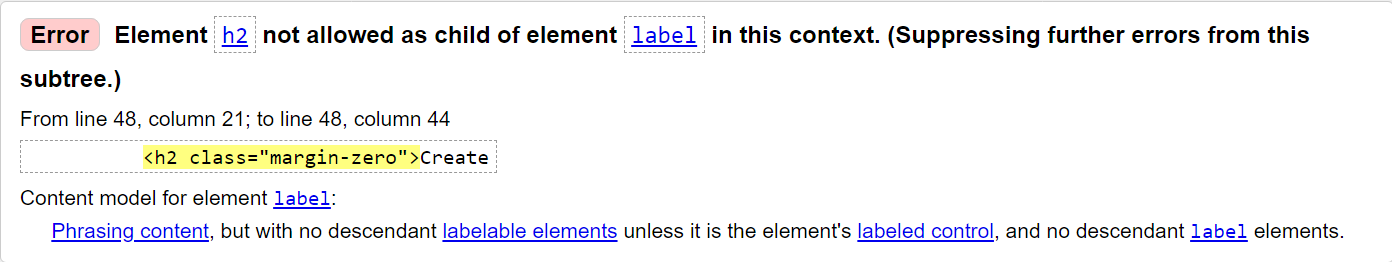 Error Element h2 not allowed as child of element label in this context. (Suppressing further errors from this
subtree.)
From line 48, column 21; to line 48, column 44
<h2 class="margin-zero">Create
Content model for element label:
Phrasing content, but with no descendant labelable elements unless it is the element's labeled control, and no descendant label elements.